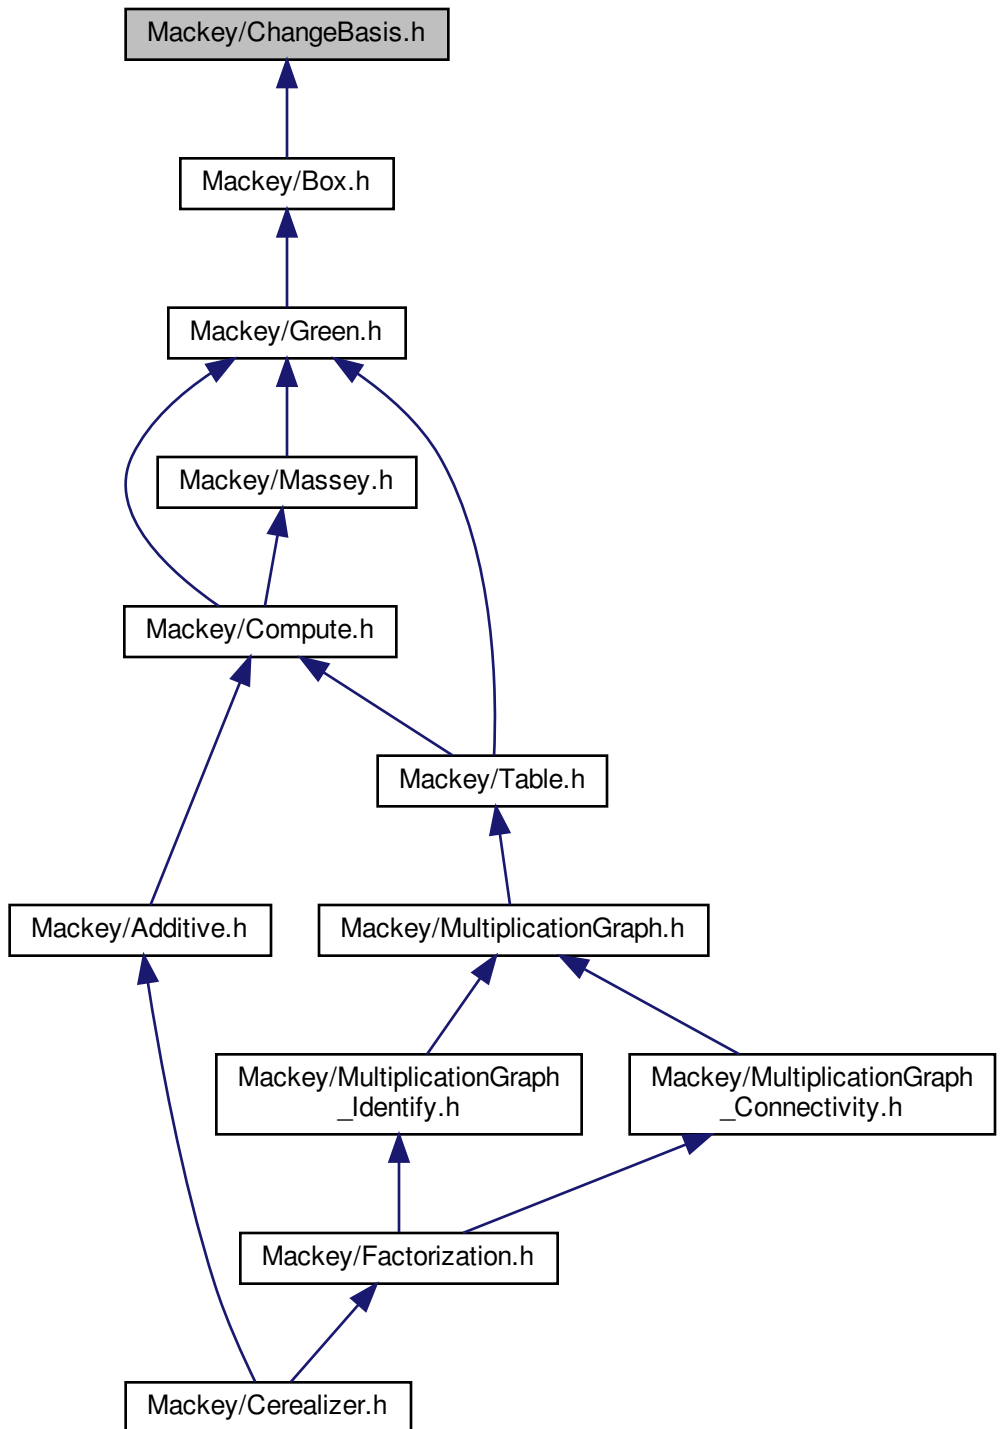 Mackey/ChangeBasis.h
Mackey/Box.h
Mackey/Green.h
Mackey/Massey.h
Mackey/Compute.h
Mackey/Table.h
Mackey/Additive.h
Mackey/MultiplicationGraph.h
Mackey/MultiplicationGraph
_Identify.h
Mackey/MultiplicationGraph
_Connectivity.h
Mackey/Factorization.h
Mackey/Cerealizer.h